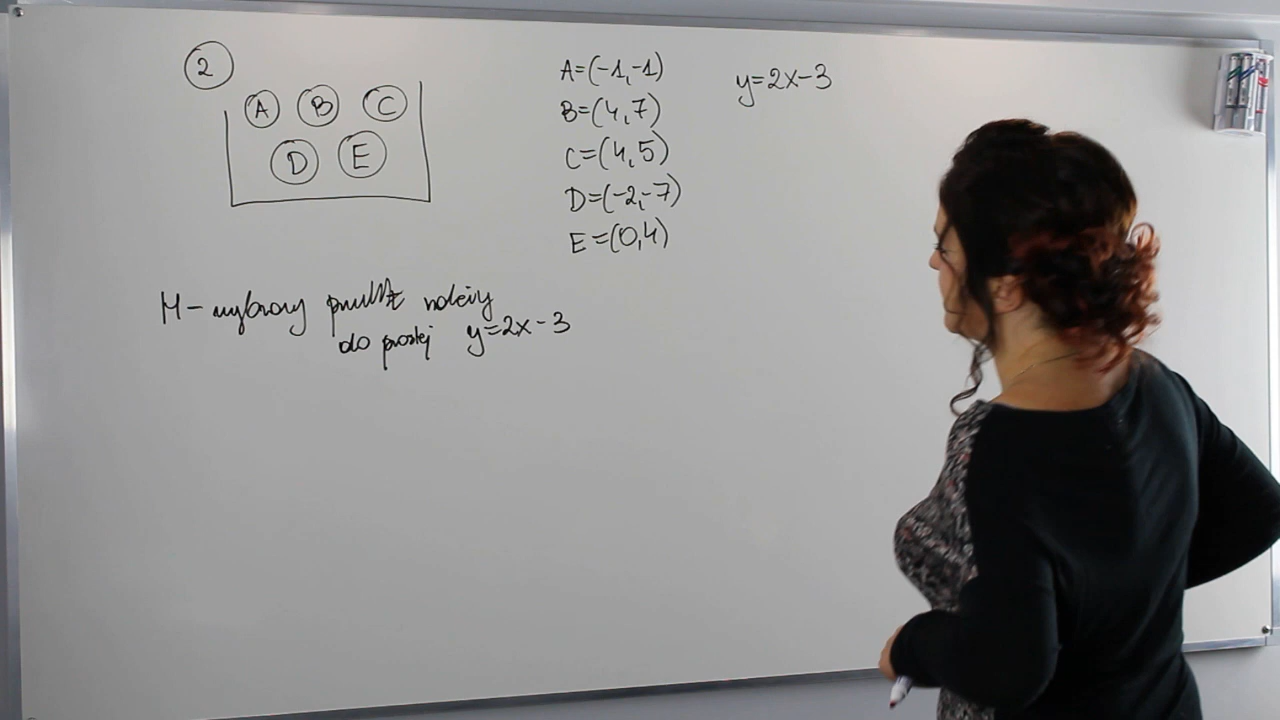 2
A B C
D E
A=(-1,-1)
B=(4,7)
C=(4,5)
D=(-2,-7)
E=(0,4)
y=2x-3
M- wybrany punkt należy
do prostej y=2x-3